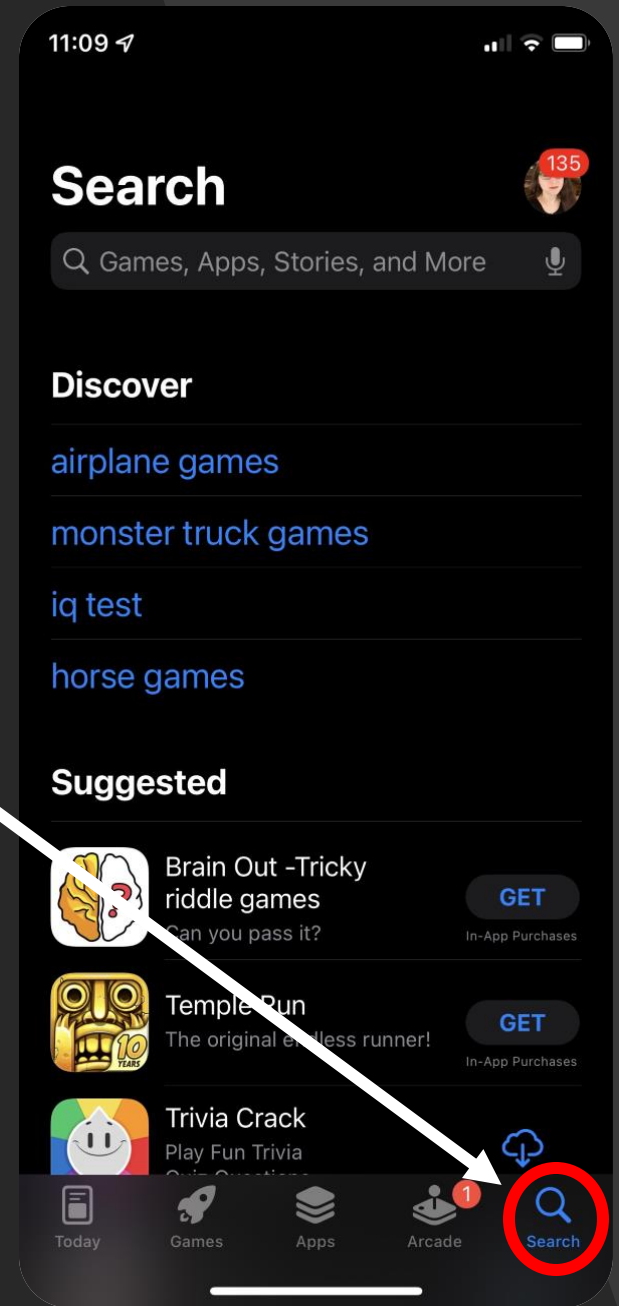 11:09
Search
135
Games, Apps, Stories, and More
Discover
airplane games
monster truck games
iq test
horse games
Suggested
Brain Out -Tricky
riddle games
Can you pass it?
GET
In-App Purchases
Temple Run
The original endless runner!
10
YEARS
GET
In-App Purchases
Trivia Crack
Play Fun Trivia
Quiz Questions
1
Today
Games
Apps
Arcade
Search